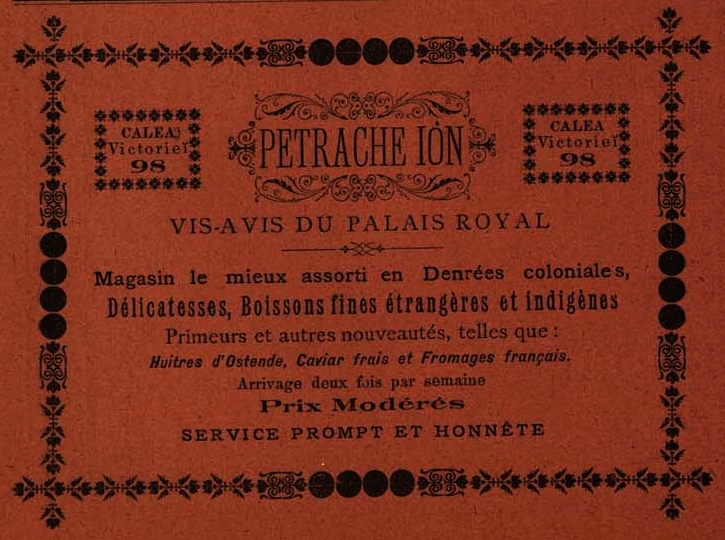 CALEA
Victorieĭ
98
PETRACHE IÓN
CALEA
Victorieĭ
98
VIS-AVIS DU PALAIS ROYAL
Magasin le mieux assorti en Denrées coloniales,
Délicatesses, Boissons fines étrangères et indigènes
Primeurs et autres nouveautés, telles que :
Huitres d'Ostende, Caviar frais et Fromages français.
Arrivage deux fois par semaine
Prix Modérés
SERVICE PROMPT ET HONNÊTE